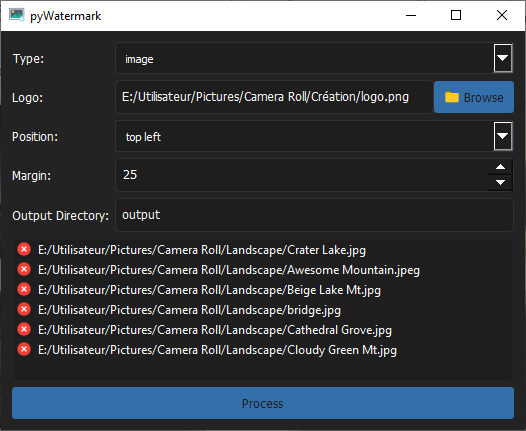 pyWatermark
Type: image
Logo: E:/Utilisateur/Pictures/Camera Roll/Création/logo.png Browse
Position: top left
Margin: 25
Output Directory: output
E:/Utilisateur/Pictures/Camera Roll/Landscape/Crater Lake.jpg
E:/Utilisateur/Pictures/Camera Roll/Landscape/Awesome Mountain.jpeg
E:/Utilisateur/Pictures/Camera Roll/Landscape/Beige Lake Mt.jpg
E:/Utilisateur/Pictures/Camera Roll/Landscape/bridge.jpg
E:/Utilisateur/Pictures/Camera Roll/Landscape/Cathedral Grove.jpg
E:/Utilisateur/Pictures/Camera Roll/Landscape/Cloudy Green Mt.jpg
Process